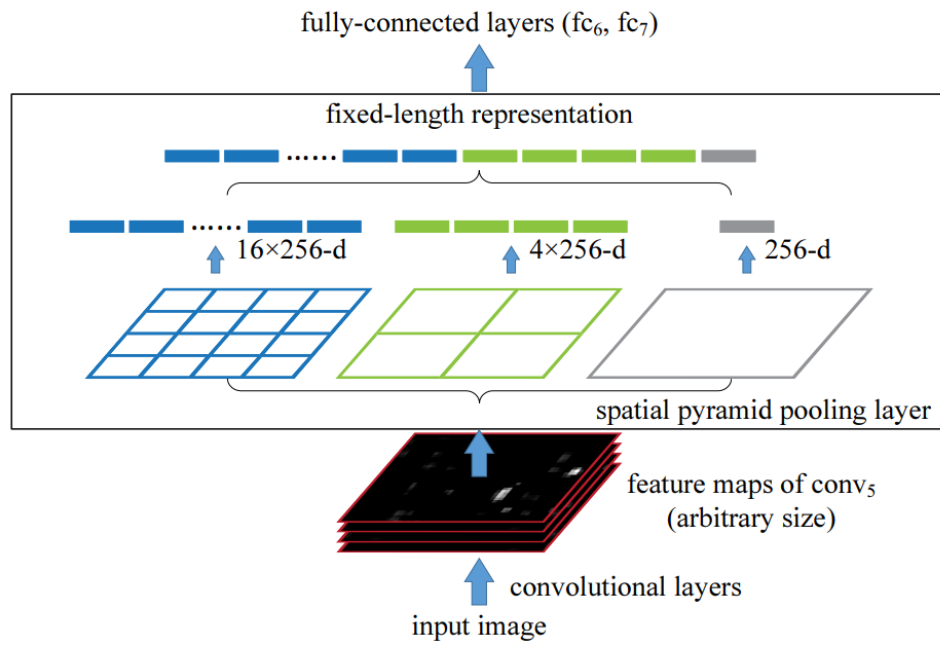 fully-connected layers (fc₆, fc₇)
fixed-length representation
......
......
16×256-d
4×256-d
256-d
spatial pyramid pooling layer
feature maps of conv₅
(arbitrary size)
convolutional layers
input image